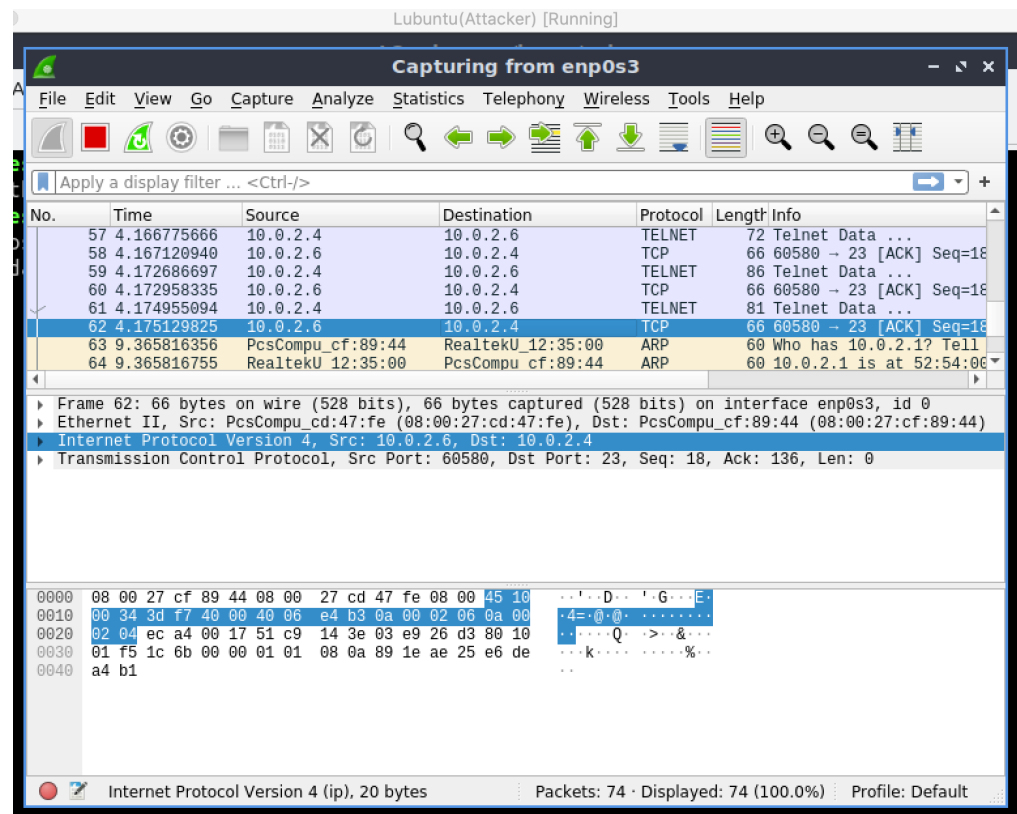 Lubuntu(Attacker) [Running]
Capturing from enp0s3
File Edit View Go Capture Analyze Statistics Telephony Wireless Tools Help
Apply a display filter ... <Ctrl-/>
No. Time Source Destination Protocol Length Info
57 4.166775666 10.0.2.4 10.0.2.6 TELNET 72 Telnet Data ...
58 4.167120940 10.0.2.6 10.0.2.4 TCP 66 60580 → 23 [ACK] Seq=18
59 4.172686697 10.0.2.4 10.0.2.6 TELNET 86 Telnet Data ...
60 4.172958335 10.0.2.6 10.0.2.4 TCP 66 60580 → 23 [ACK] Seq=18
61 4.174955094 10.0.2.4 10.0.2.6 TELNET 81 Telnet Data ...
62 4.175129825 10.0.2.6 10.0.2.4 TCP 66 60580 → 23 [ACK] Seq=18
63 9.365816356 PcsCompu_cf:89:44 RealtekU_12:35:00 ARP 60 Who has 10.0.2.1? Tell
64 9.365816755 RealtekU_12:35:00 PcsCompu_cf:89:44 ARP 60 10.0.2.1 is at 52:54:00
Frame 62: 66 bytes on wire (528 bits), 66 bytes captured (528 bits) on interface enp0s3, id 0
Ethernet II, Src: PcsCompu_cd:47:fe (08:00:27:cd:47:fe), Dst: PcsCompu_cf:89:44 (08:00:27:cf:89:44)
Internet Protocol Version 4, Src: 10.0.2.6, Dst: 10.0.2.4
Transmission Control Protocol, Src Port: 60580, Dst Port: 23, Seq: 18, Ack: 136, Len: 0
0000 08 00 27 cf 89 44 08 00 27 cd 47 fe 08 00 45 10 ··'··D·· '·G···E·
0010 00 34 3d f7 40 00 40 06 e4 b3 0a 00 02 06 0a 00 ·4=·@·@· ········
0020 02 04 ec a4 00 17 51 c9 14 3e 03 e9 26 d3 80 10 ······Q· ·>··&···
0030 01 f5 1c 6b 00 00 01 01 08 0a 89 1e ae 25 e6 de ···k···· ·····%··
0040 a4 b1 ··
Internet Protocol Version 4 (ip), 20 bytes Packets: 74 · Displayed: 74 (100.0%) Profile: Default